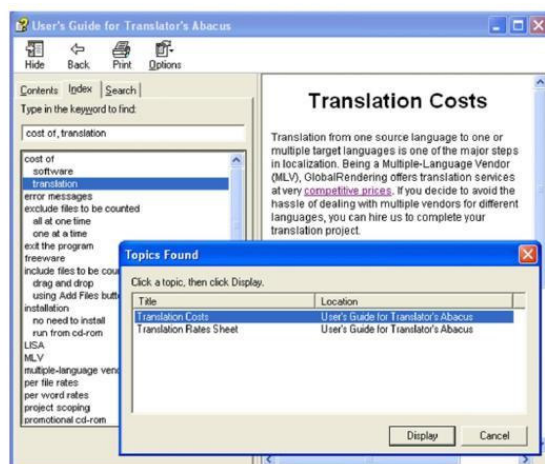 User's Guide for Translator's Abacus
Hide Back Print Options
Contents Index Search
Type in the keyword to find:
cost of, translation
cost of
software
translation
error messages
exclude files to be counted
all at one time
one at a time
exit the program
freeware
include files to be cou
drag and drop
using Add Files butt
installation
no need to install
run from cd-rom
LISA
MLV
multiple-language vend
per file rates
per word rates
project scoping
promotional cd-rom
Translation Costs
Translation from one source language to one or
multiple target languages is one of the major steps
in localization. Being a Multiple-Language Vendor
(MLV), GlobalRendering offers translation services
at very competitive prices. If you decide to avoid the
hassle of dealing with multiple vendors for different
languages, you can hire us to complete your
translation project.
Topics Found
Click a topic, then click Display.
Title Location
Translation Costs User's Guide for Translator's Abacus
Translation Rates Sheet User's Guide for Translator's Abacus
Display Cancel